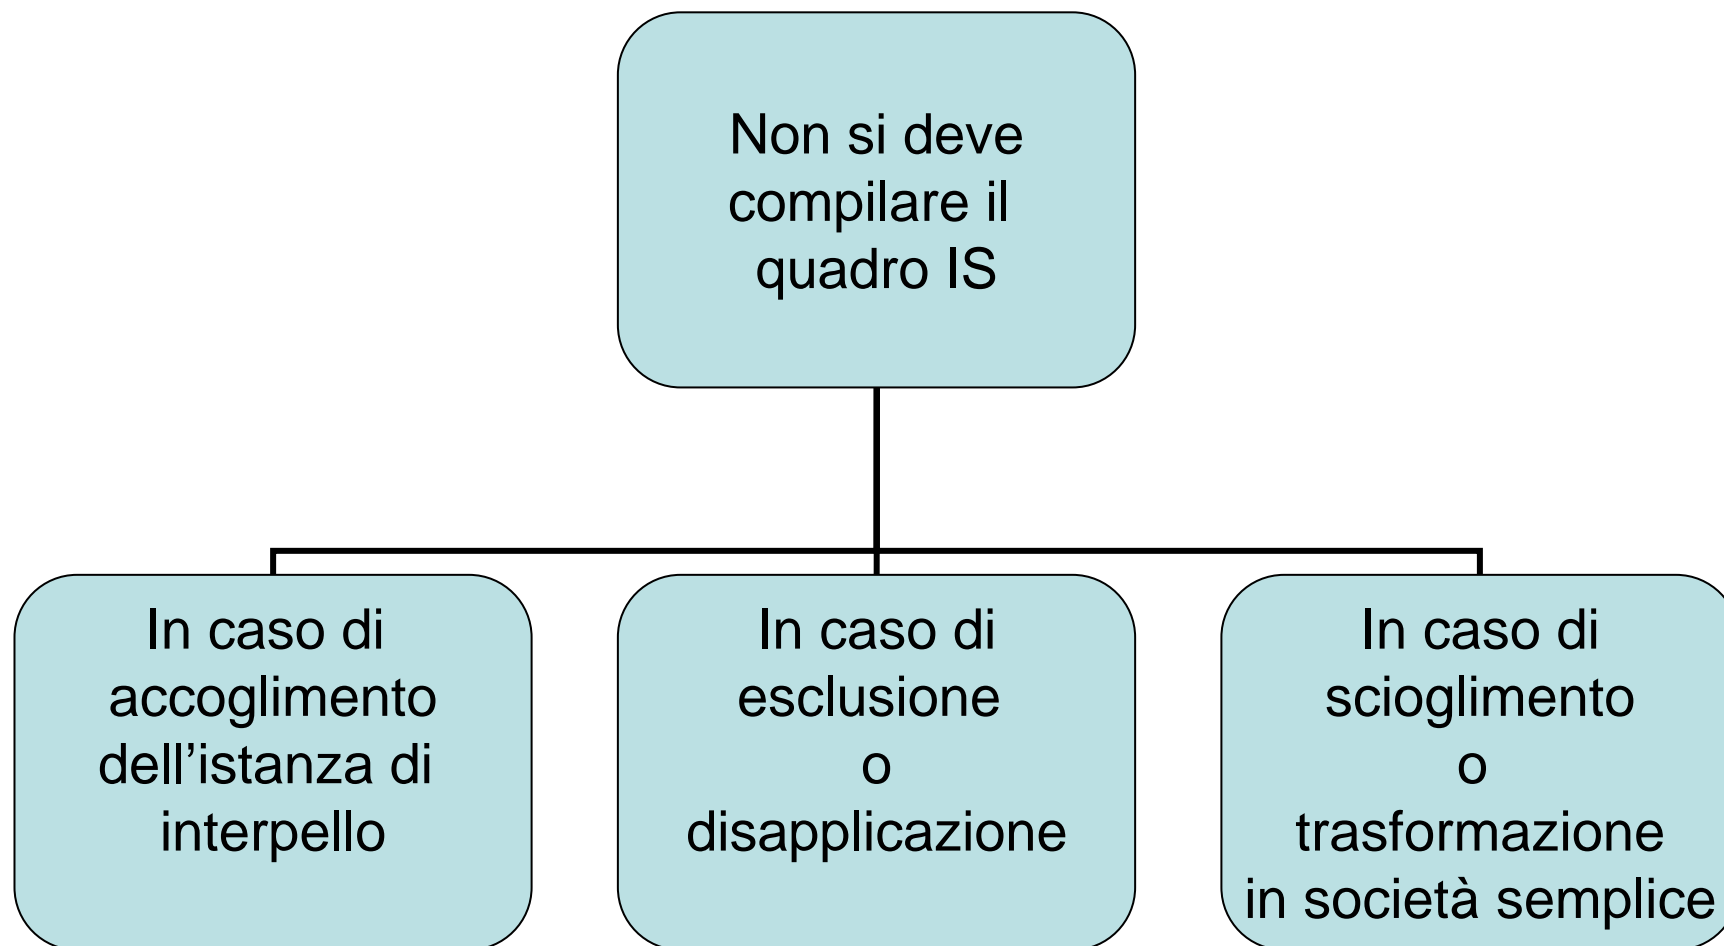 Non si deve
compilare il
quadro IS
In caso di
accoglimento
dell’istanza di
interpello
In caso di
esclusione
o
disapplicazione
In caso di
scioglimento
o
trasformazione
in società semplice